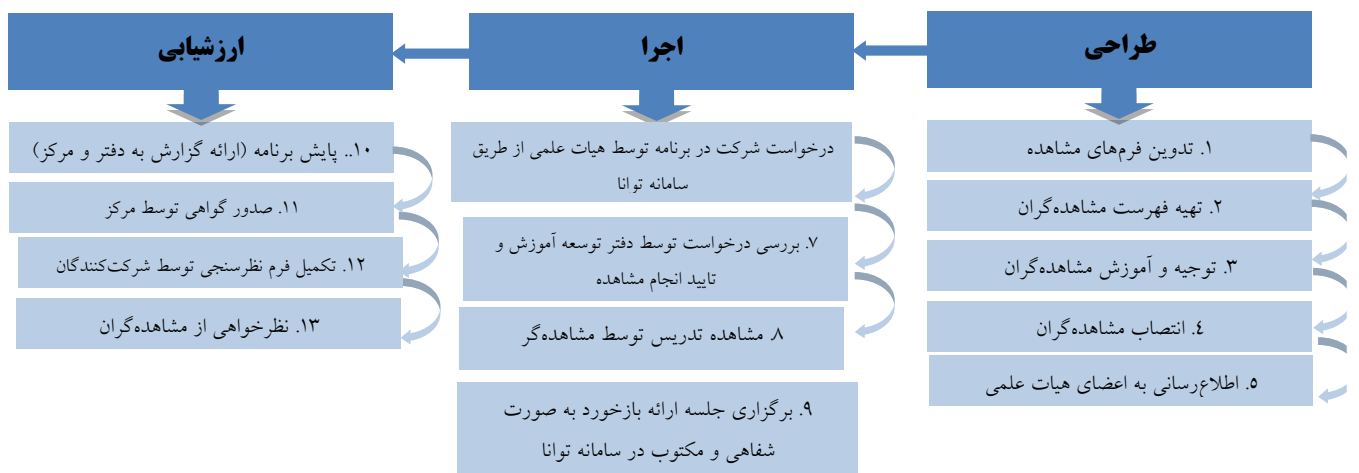 طراحی
۱. تدوین فرم‌های مشاهده
۲. تهیه فهرست مشاهده‌گران
۳. توجیه و آموزش مشاهده‌گران
٤. انتصاب مشاهده‌گران
٥. اطلاع‌رسانی به اعضای هیات علمی
اجرا
درخواست شرکت در برنامه توسط هیات علمی از طریق
سامانه توانا
۷. بررسی درخواست توسط دفتر توسعه آموزش و
تایید انجام مشاهده
۸. مشاهده تدریس توسط مشاهده‌گر
۹. برگزاری جلسه ارائه بازخورد به صورت
شفاهی و مکتوب در سامانه توانا
ارزشیابی
۱۰.. پایش برنامه (ارائه گزارش به دفتر و مرکز)
۱۱. صدور گواهی توسط مرکز
۱۲. تکمیل فرم نظرسنجی توسط شرکت‌کنندگان
۱۳. نظرخواهی از مشاهده‌گران